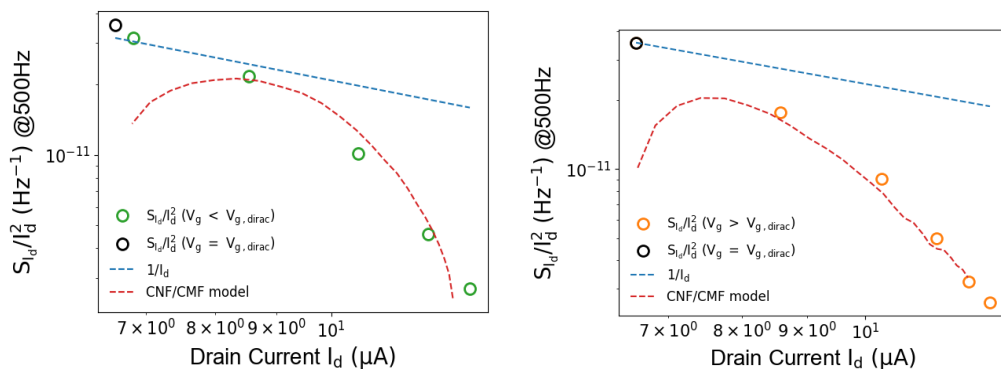 S_Id/I_d^2 (Hz^−1) @500Hz
10^−11
S_Id/I_d^2 (V_g < V_g,dirac)
S_Id/I_d^2 (V_g = V_g,dirac)
1/I_d
CNF/CMF model
7 × 10^0 8 × 10^0 9 × 10^0 10^1
Drain Current I_d (µA)
S_Id/I_d^2 (Hz^−1) @500Hz
10^−11
S_Id/I_d^2 (V_g > V_g,dirac)
S_Id/I_d^2 (V_g = V_g,dirac)
1/I_d
CNF/CMF model
7 × 10^0 8 × 10^0 9 × 10^0 10^1
Drain Current I_d (µA)